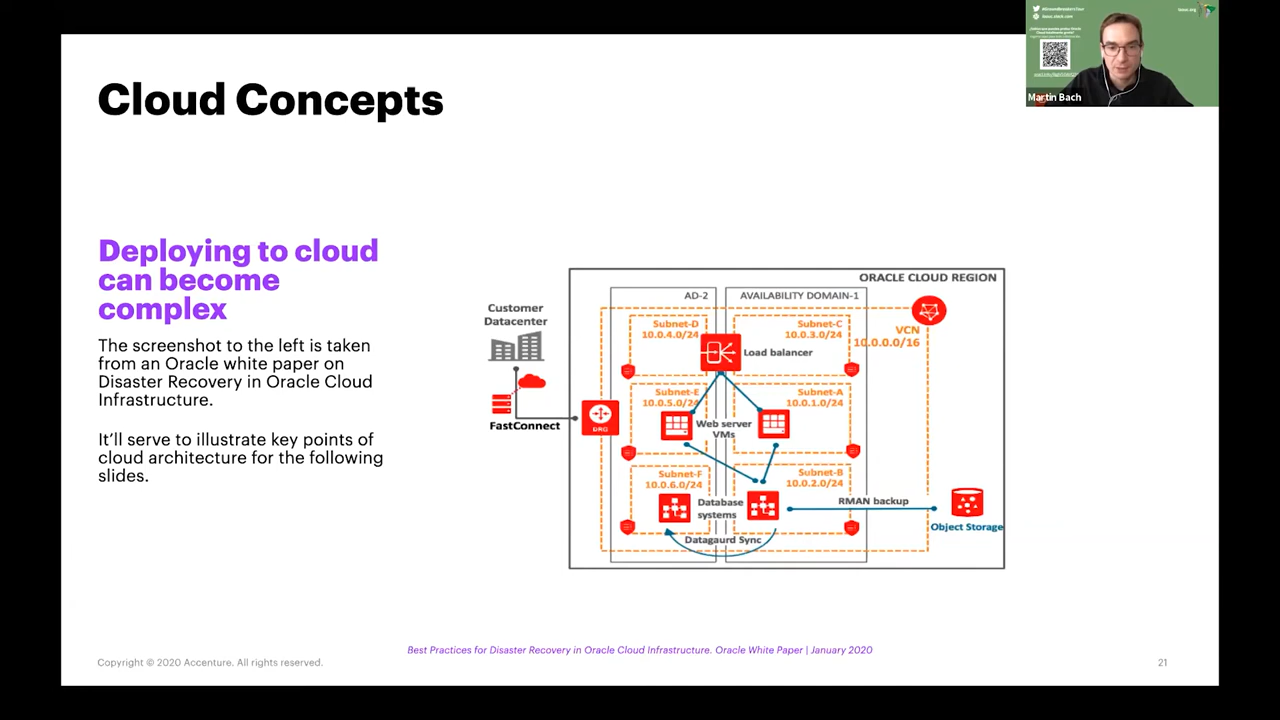 Cloud Concepts
Deploying to cloud
can become
complex
The screenshot to the left is taken
from an Oracle white paper on
Disaster Recovery in Oracle Cloud
Infrastructure.
It'll serve to illustrate key points of
cloud architecture for the following
slides.
Customer
Datacenter
FastConnect
DRG
ORACLE CLOUD REGION
AD-2
AVAILABILITY DOMAIN-1
VCN
10.0.0.0/16
Subnet-D
10.0.4.0/24
Subnet-C
10.0.3.0/24
Load balancer
Subnet-E
10.0.5.0/24
Subnet-A
10.0.1.0/24
Web server
VMs
Subnet-F
10.0.6.0/24
Subnet-B
10.0.2.0/24
Database
systems
Datagaurd Sync
RMAN backup
Object Storage
Best Practices for Disaster Recovery in Oracle Cloud Infrastructure. Oracle White Paper | January 2020
Copyright © 2020 Accenture. All rights reserved.
21
Martin Bach